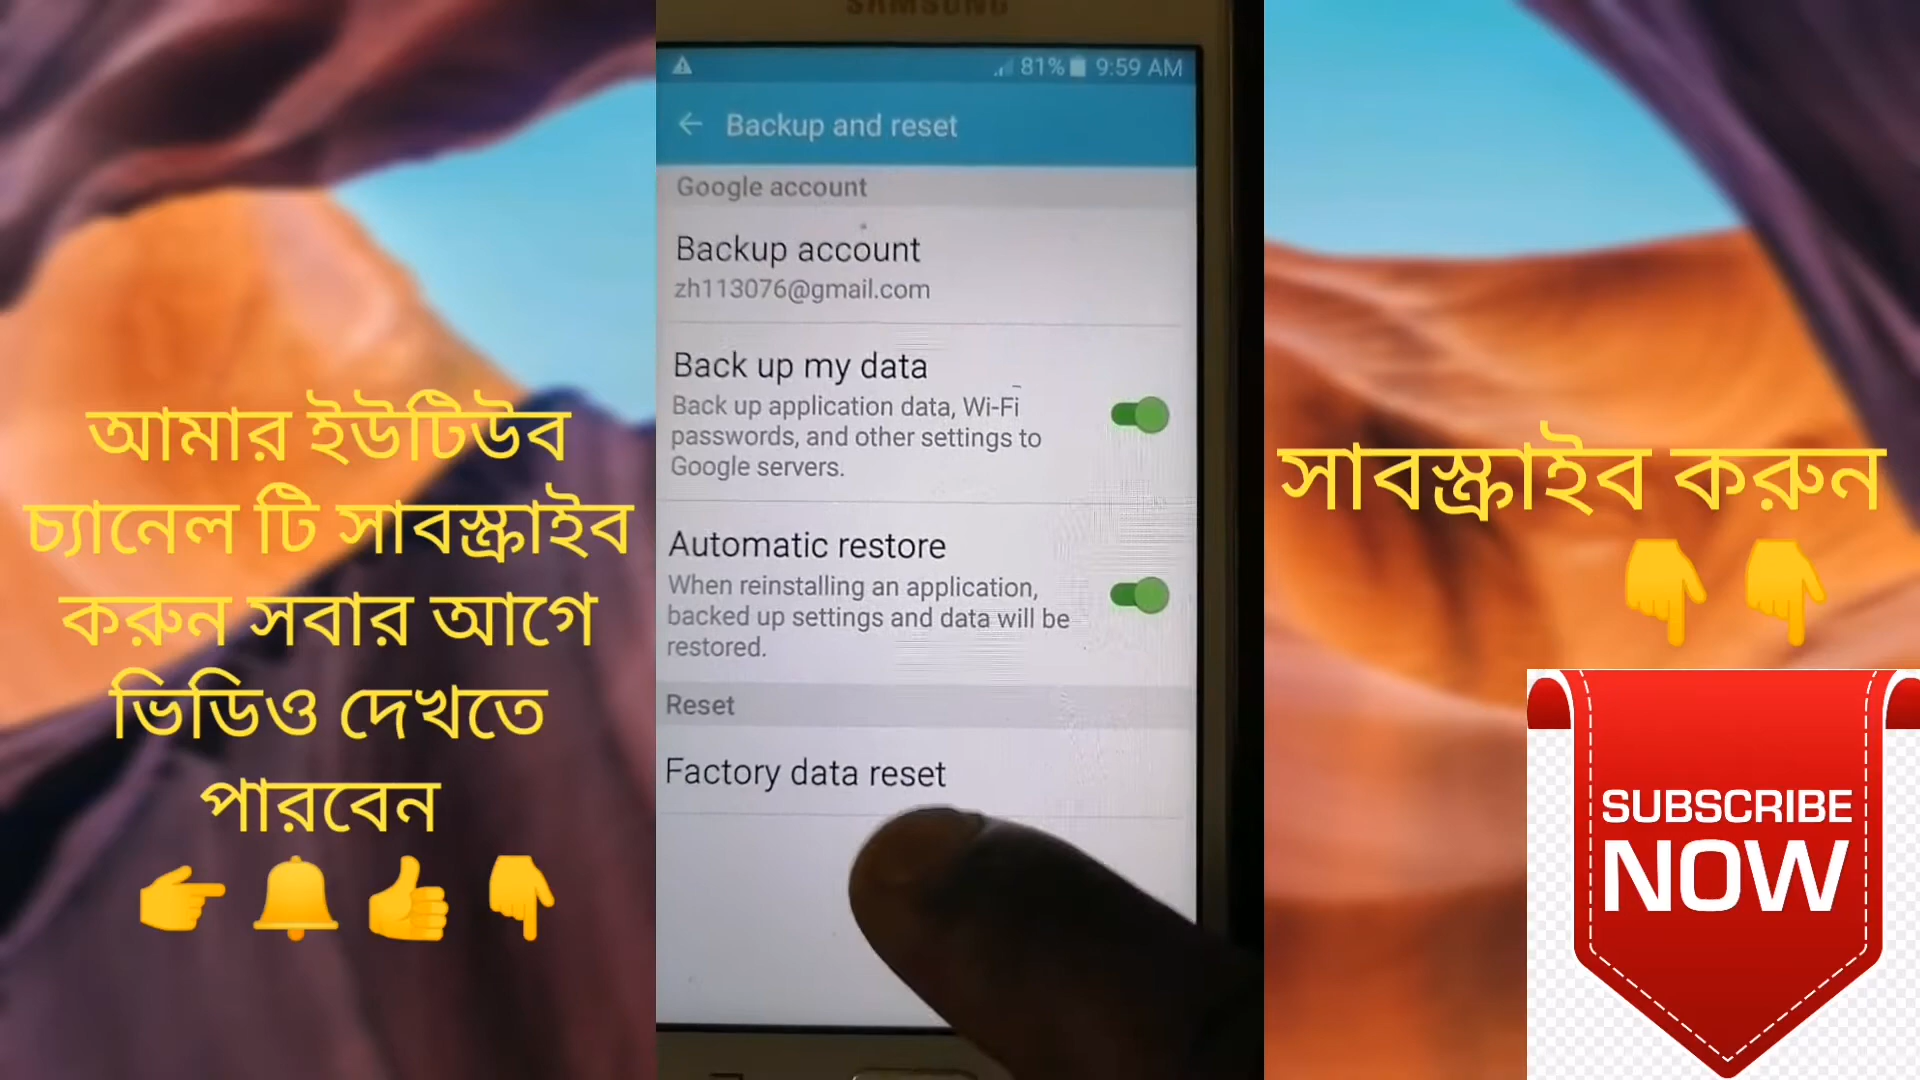 আমার ইউটিউব
চ্যানেল টি সাবস্ক্রাইব
করুন সবার আগে
ভিডিও দেখতে
পারবেন
SAMSUNG
81% 9:59 AM
Backup and reset
Google account
Backup account
zh113076@gmail.com
Back up my data
Back up application data, Wi-Fi
passwords, and other settings to
Google servers.
Automatic restore
When reinstalling an application,
backed up settings and data will be
restored.
Reset
Factory data reset
সাবস্ক্রাইব করুন
SUBSCRIBE
NOW